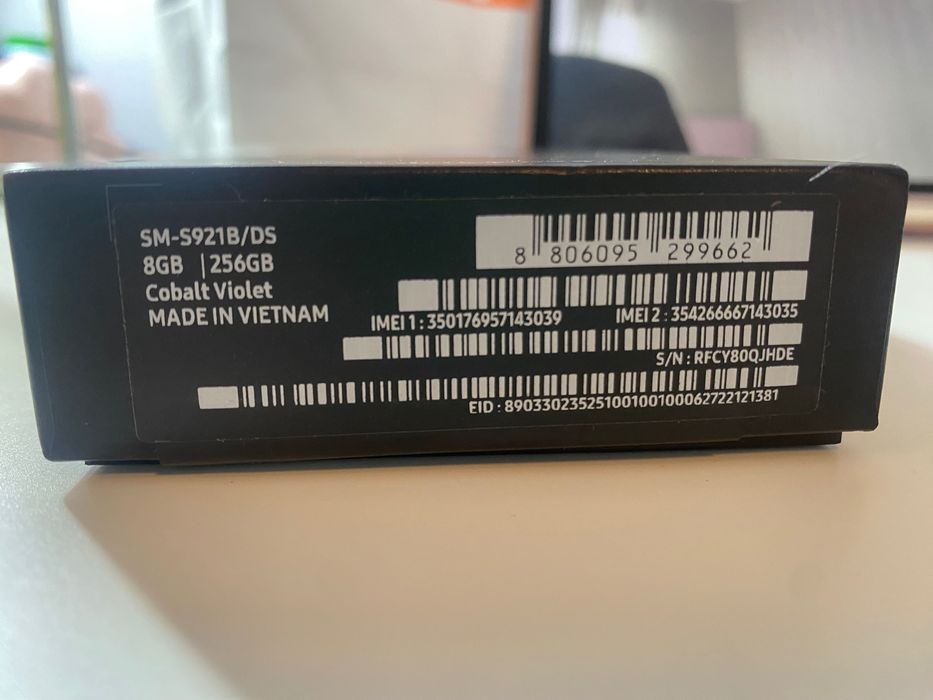 SM-S921B/DS
8GB | 256GB
Cobalt Violet
MADE IN VIETNAM
8 806095 299662
IMEI 1 : 350176957143039 IMEI 2 : 354266667143035
S/N : RFCY80QJHDE
EID : 89033023525100100100062722121381